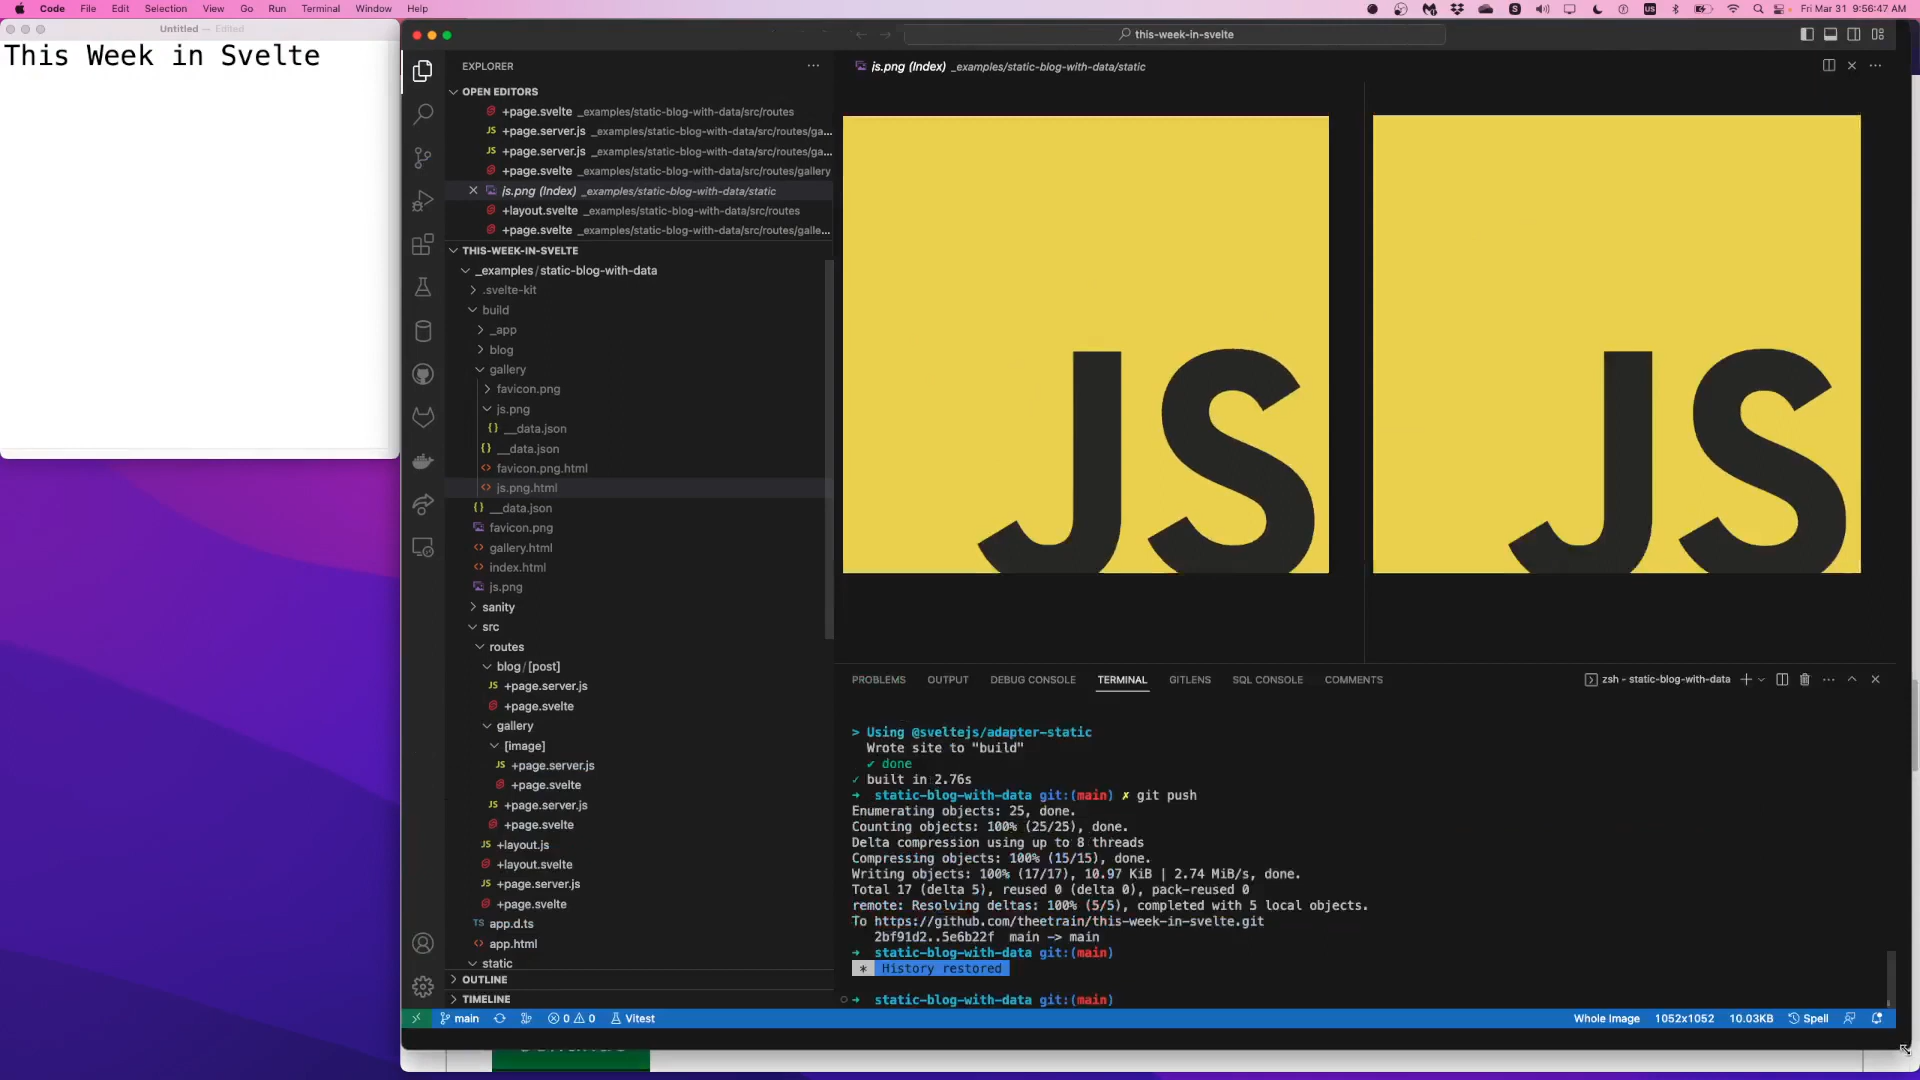 Code File Edit Selection View Go Run Terminal Window Help
Fri Mar 31 9:56:47 AM
Untitled — Edited
This Week in Svelte
this-week-in-svelte
EXPLORER
OPEN EDITORS
+page.svelte _examples/static-blog-with-data/src/routes
+page.server.js _examples/static-blog-with-data/src/routes/ga...
+page.server.js _examples/static-blog-with-data/src/routes/ga...
+page.svelte _examples/static-blog-with-data/src/routes/gallery
js.png (Index) _examples/static-blog-with-data/static
+layout.svelte _examples/static-blog-with-data/src/routes
+page.svelte _examples/static-blog-with-data/src/routes/galle...
THIS-WEEK-IN-SVELTE
_examples / static-blog-with-data
.svelte-kit
build
_app
blog
gallery
favicon.png
js.png
{} __data.json
{} __data.json
<> favicon.png.html
<> js.png.html
{} __data.json
favicon.png
<> gallery.html
<> index.html
js.png
sanity
src
routes
blog / [post]
JS +page.server.js
+page.svelte
gallery
[image]
JS +page.server.js
+page.svelte
JS +page.server.js
+page.svelte
JS +layout.js
+layout.svelte
JS +page.server.js
+page.svelte
TS app.d.ts
<> app.html
static
OUTLINE
TIMELINE
js.png (Index) _examples/static-blog-with-data/static
JS
JS
PROBLEMS OUTPUT DEBUG CONSOLE TERMINAL GITLENS SQL CONSOLE COMMENTS
zsh - static-blog-with-data
> Using @sveltejs/adapter-static
Wrote site to "build"
✔ done
✓ built in 2.76s
➜ static-blog-with-data git:(main) ✗ git push
Enumerating objects: 25, done.
Counting objects: 100% (25/25), done.
Delta compression using up to 8 threads
Compressing objects: 100% (15/15), done.
Writing objects: 100% (17/17), 10.97 KiB | 2.74 MiB/s, done.
Total 17 (delta 5), reused 0 (delta 0), pack-reused 0
remote: Resolving deltas: 100% (5/5), completed with 5 local objects.
To https://github.com/theetrain/this-week-in-svelte.git
2bf91d2..5e6b22f main -> main
➜ static-blog-with-data git:(main)
* History restored
➜ static-blog-with-data git:(main)
main 0 0 Vitest
Whole Image 1052x1052 10.03KB Spell